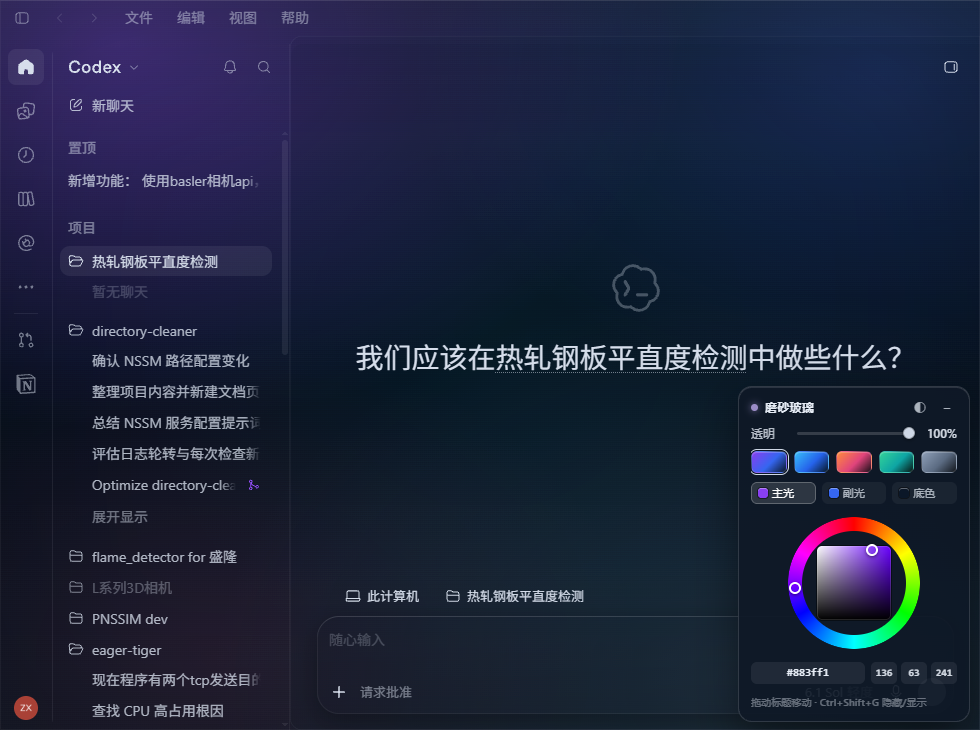 文件 编辑 视图 帮助
Codex
新聊天
置顶
新增功能： 使用basler相机api，
项目
热轧钢板平直度检测
暂无聊天
directory-cleaner
确认 NSSM 路径配置变化
整理项目内容并新建文档页
总结 NSSM 服务配置提示词
评估日志轮转与每次检查新
Optimize directory-clea
展开显示
flame_detector for 盛隆
L系列3D相机
PNSSIM dev
eager-tiger
现在程序有两个tcp发送目的
查找 CPU 高占用根因
ZX
我们应该在热轧钢板平直度检测中做些什么？
此计算机 热轧钢板平直度检测
随心输入
请求批准
磨砂玻璃
透明 100%
主光 副光 底色
#883ff1 136 63 241
6.1 Sol
拖动标题移动 · Ctrl+Shift+G 隐藏/显示